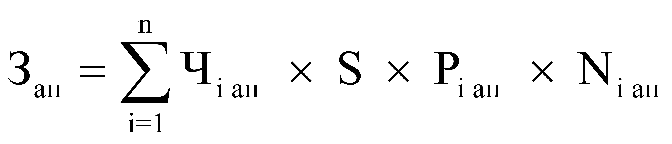 З_ап = ∑_{i=1}^{n} Ч_{i ап} × S × P_{i ап} × N_{i ап}